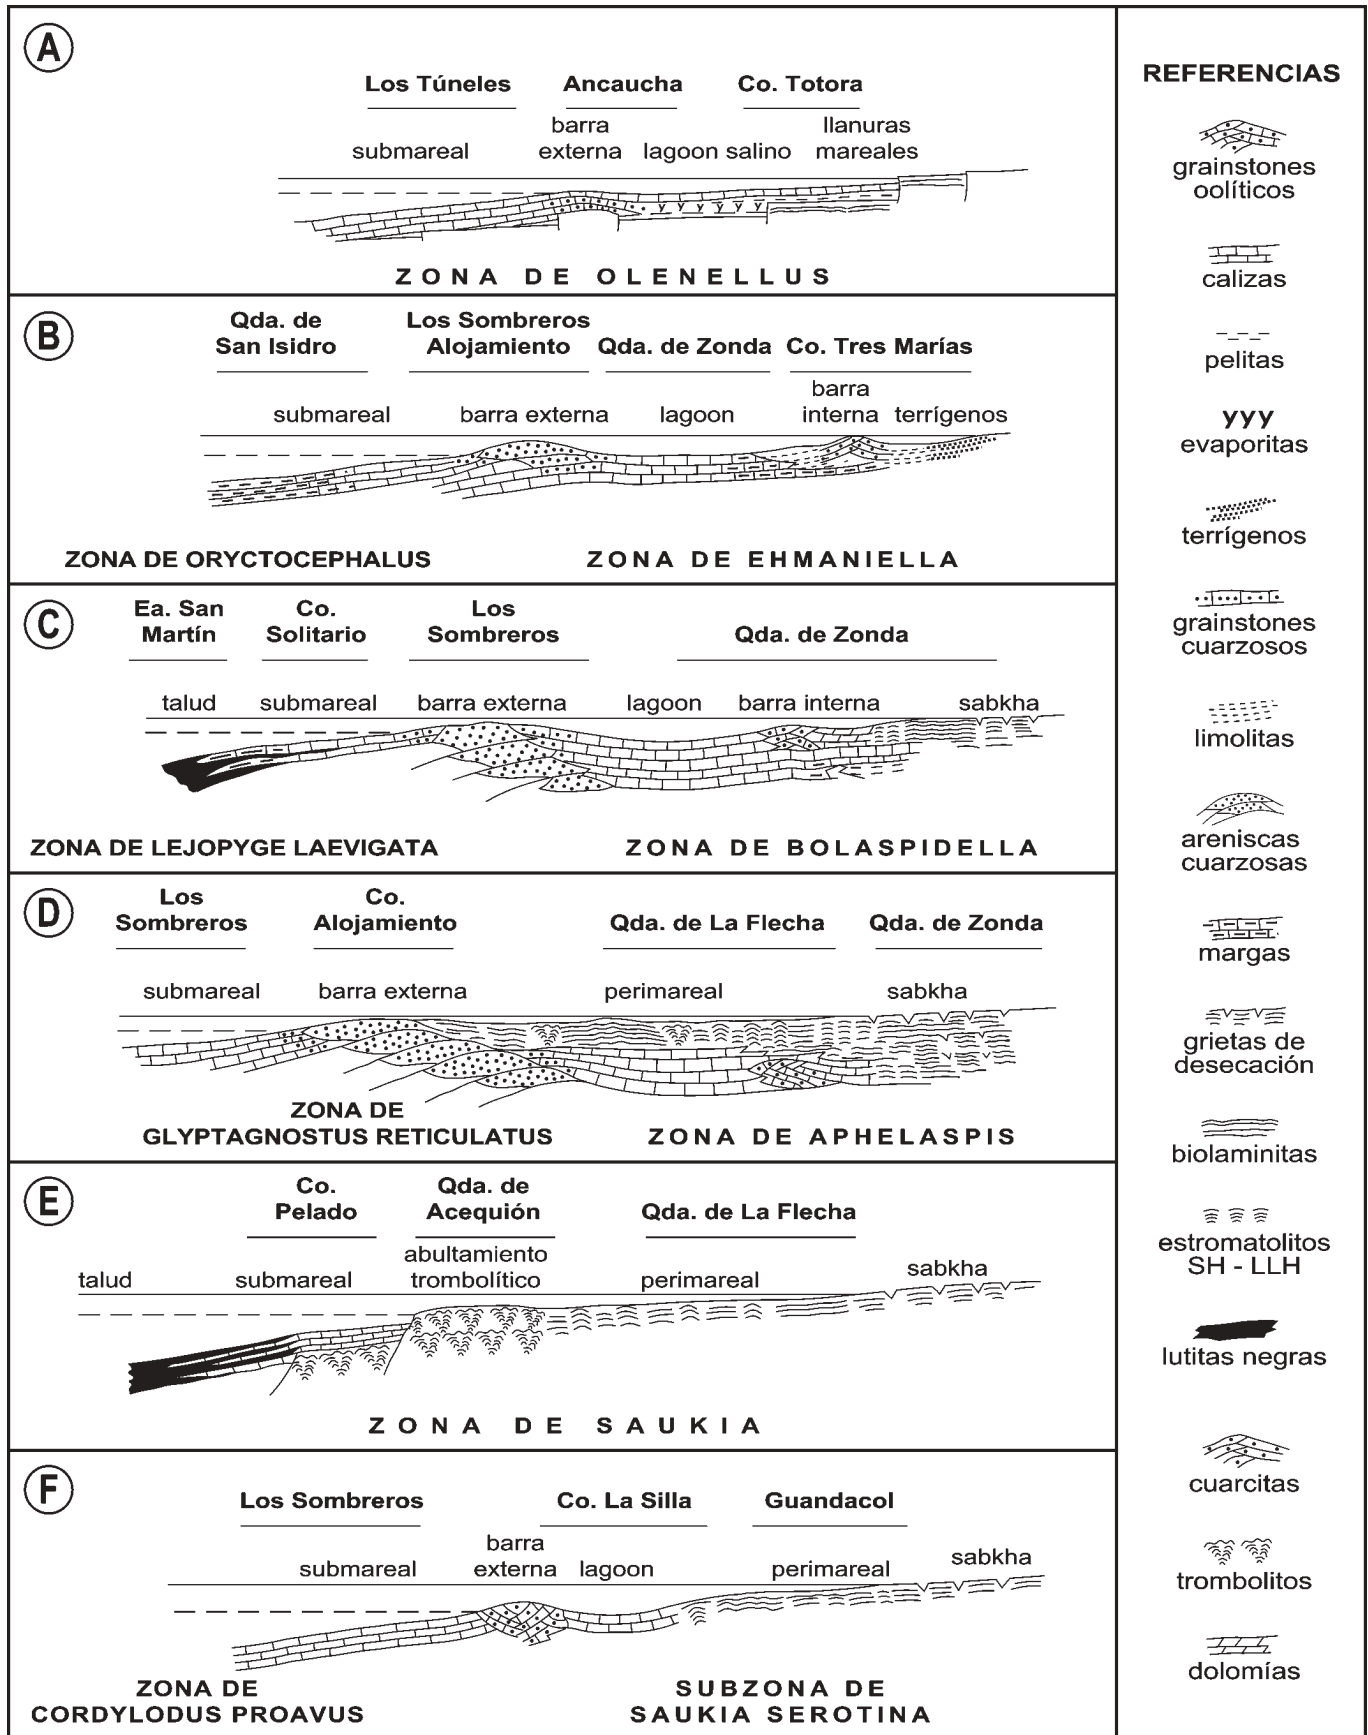 A
Los Túneles Ancaucha Co. Totora
barra llanuras
submareal externa lagoon salino mareales
y y y y y y
ZONA DE OLENELLUS
B
Qda. de Los Sombreros
San Isidro Alojamiento Qda. de Zonda Co. Tres Marías
barra
submareal barra externa lagoon interna terrígenos
ZONA DE ORYCTOCEPHALUS ZONA DE EHMANIELLA
C
Ea. San Co. Los
Martín Solitario Sombreros Qda. de Zonda
talud submareal barra externa lagoon barra interna sabkha
ZONA DE LEJOPYGE LAEVIGATA ZONA DE BOLASPIDELLA
D
Los Co.
Sombreros Alojamiento Qda. de La Flecha Qda. de Zonda
submareal barra externa perimareal sabkha
ZONA DE
GLYPTAGNOSTUS RETICULATUS ZONA DE APHELASPIS
E
Co. Qda. de
Pelado Acequión Qda. de La Flecha
abultamiento
talud submareal trombolítico perimareal sabkha
ZONA DE SAUKIA
F
Los Sombreros Co. La Silla Guandacol
barra
submareal externa lagoon perimareal sabkha
ZONA DE SUBZONA DE
CORDYLODUS PROAVUS SAUKIA SEROTINA
REFERENCIAS
grainstones
oolíticos
calizas
pelitas
yyy
evaporitas
terrígenos
grainstones
cuarzosos
limolitas
areniscas
cuarzosas
margas
grietas de
desecación
biolaminitas
estromatolitos
SH - LLH
lutitas negras
cuarcitas
trombolitos
dolomías